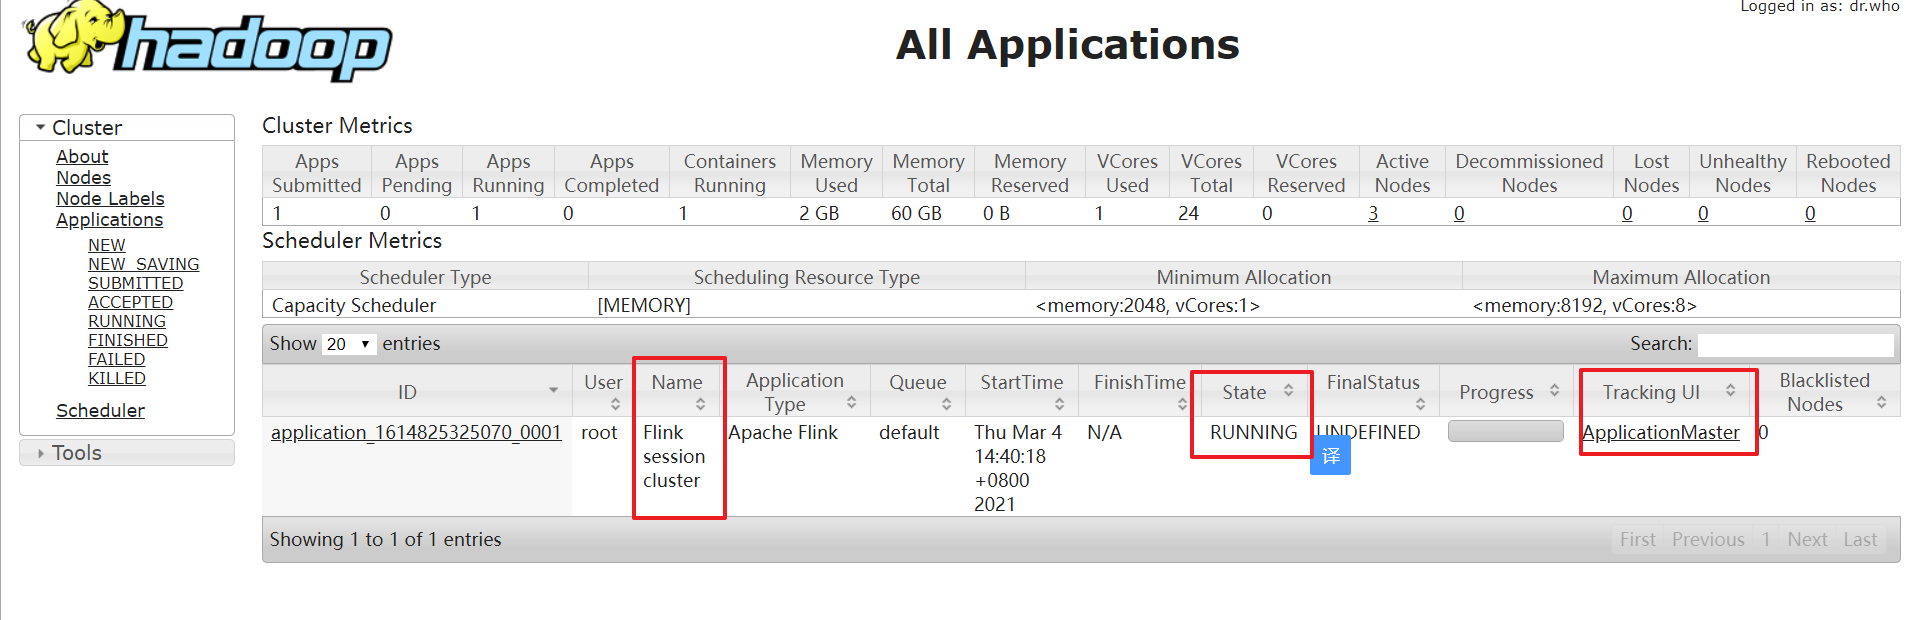 Logged in as: dr.who
hadoop
All Applications
Cluster
About
Nodes
Node Labels
Applications
NEW
NEW_SAVING
SUBMITTED
ACCEPTED
RUNNING
FINISHED
FAILED
KILLED
Scheduler
Tools
Cluster Metrics
Apps Submitted Apps Pending Apps Running Apps Completed Containers Running Memory Used Memory Total Memory Reserved VCores Used VCores Total VCores Reserved Active Nodes Decommissioned Nodes Lost Nodes Unhealthy Nodes Rebooted Nodes
1 0 1 0 1 2 GB 60 GB 0 B 1 24 0 3 0 0 0 0
Scheduler Metrics
Scheduler Type Scheduling Resource Type Minimum Allocation Maximum Allocation
Capacity Scheduler [MEMORY] <memory:2048, vCores:1> <memory:8192, vCores:8>
Show 20 entries Search:
ID User Name Application Type Queue StartTime FinishTime State FinalStatus Progress Tracking UI Blacklisted Nodes
application_1614825325070_0001 root Flink session cluster Apache Flink default Thu Mar 4 14:40:18 +0800 2021 N/A RUNNING UNDEFINED ApplicationMaster 0
译
Showing 1 to 1 of 1 entries First Previous 1 Next Last